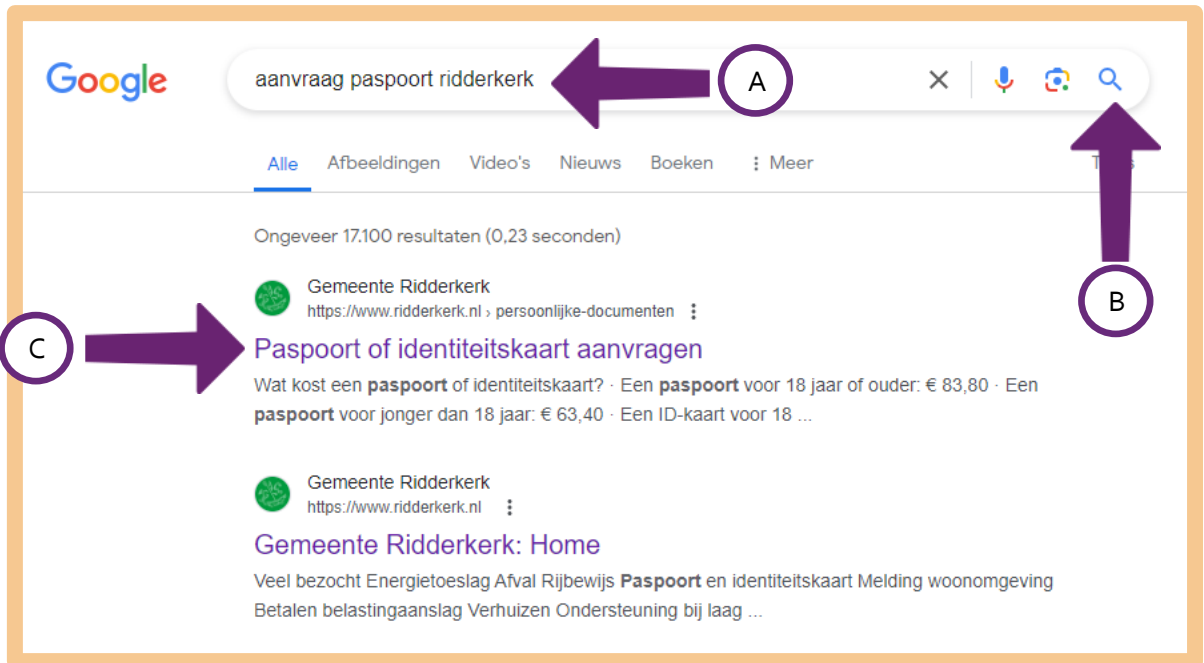 Google
aanvraag paspoort ridderkerk
A
Alle Afbeeldingen Video's Nieuws Boeken Meer
Ongeveer 17.100 resultaten (0,23 seconden)
B
Gemeente Ridderkerk
https://www.ridderkerk.nl › persoonlijke-documenten
C
Paspoort of identiteitskaart aanvragen
Wat kost een paspoort of identiteitskaart? · Een paspoort voor 18 jaar of ouder: € 83,80 · Een
paspoort voor jonger dan 18 jaar: € 63,40 · Een ID-kaart voor 18 ...
Gemeente Ridderkerk
https://www.ridderkerk.nl
Gemeente Ridderkerk: Home
Veel bezocht Energietoeslag Afval Rijbewijs Paspoort en identiteitskaart Melding woonomgeving
Betalen belastingaanslag Verhuizen Ondersteuning bij laag ...